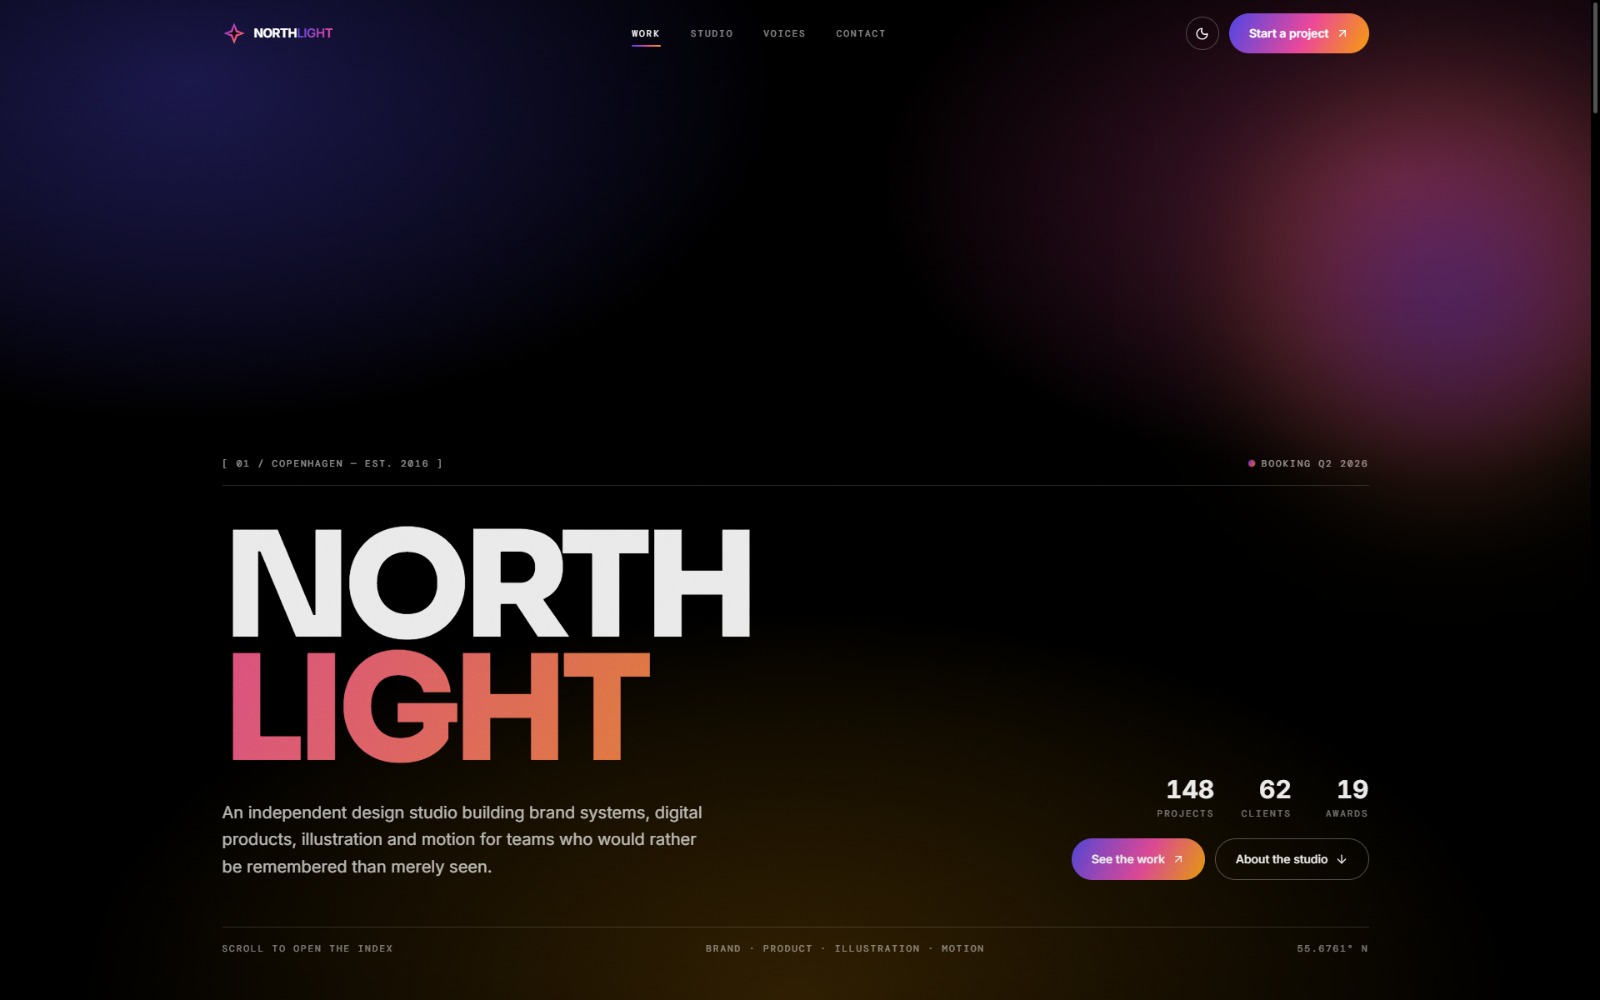 NORTHLIGHT
WORK STUDIO VOICES CONTACT
Start a project
[ 01 / COPENHAGEN — EST. 2016 ]
BOOKING Q2 2026
NORTH
LIGHT
An independent design studio building brand systems, digital
products, illustration and motion for teams who would rather
be remembered than merely seen.
148 62 19
PROJECTS CLIENTS AWARDS
See the work
About the studio
SCROLL TO OPEN THE INDEX
BRAND · PRODUCT · ILLUSTRATION · MOTION
55.6761° N